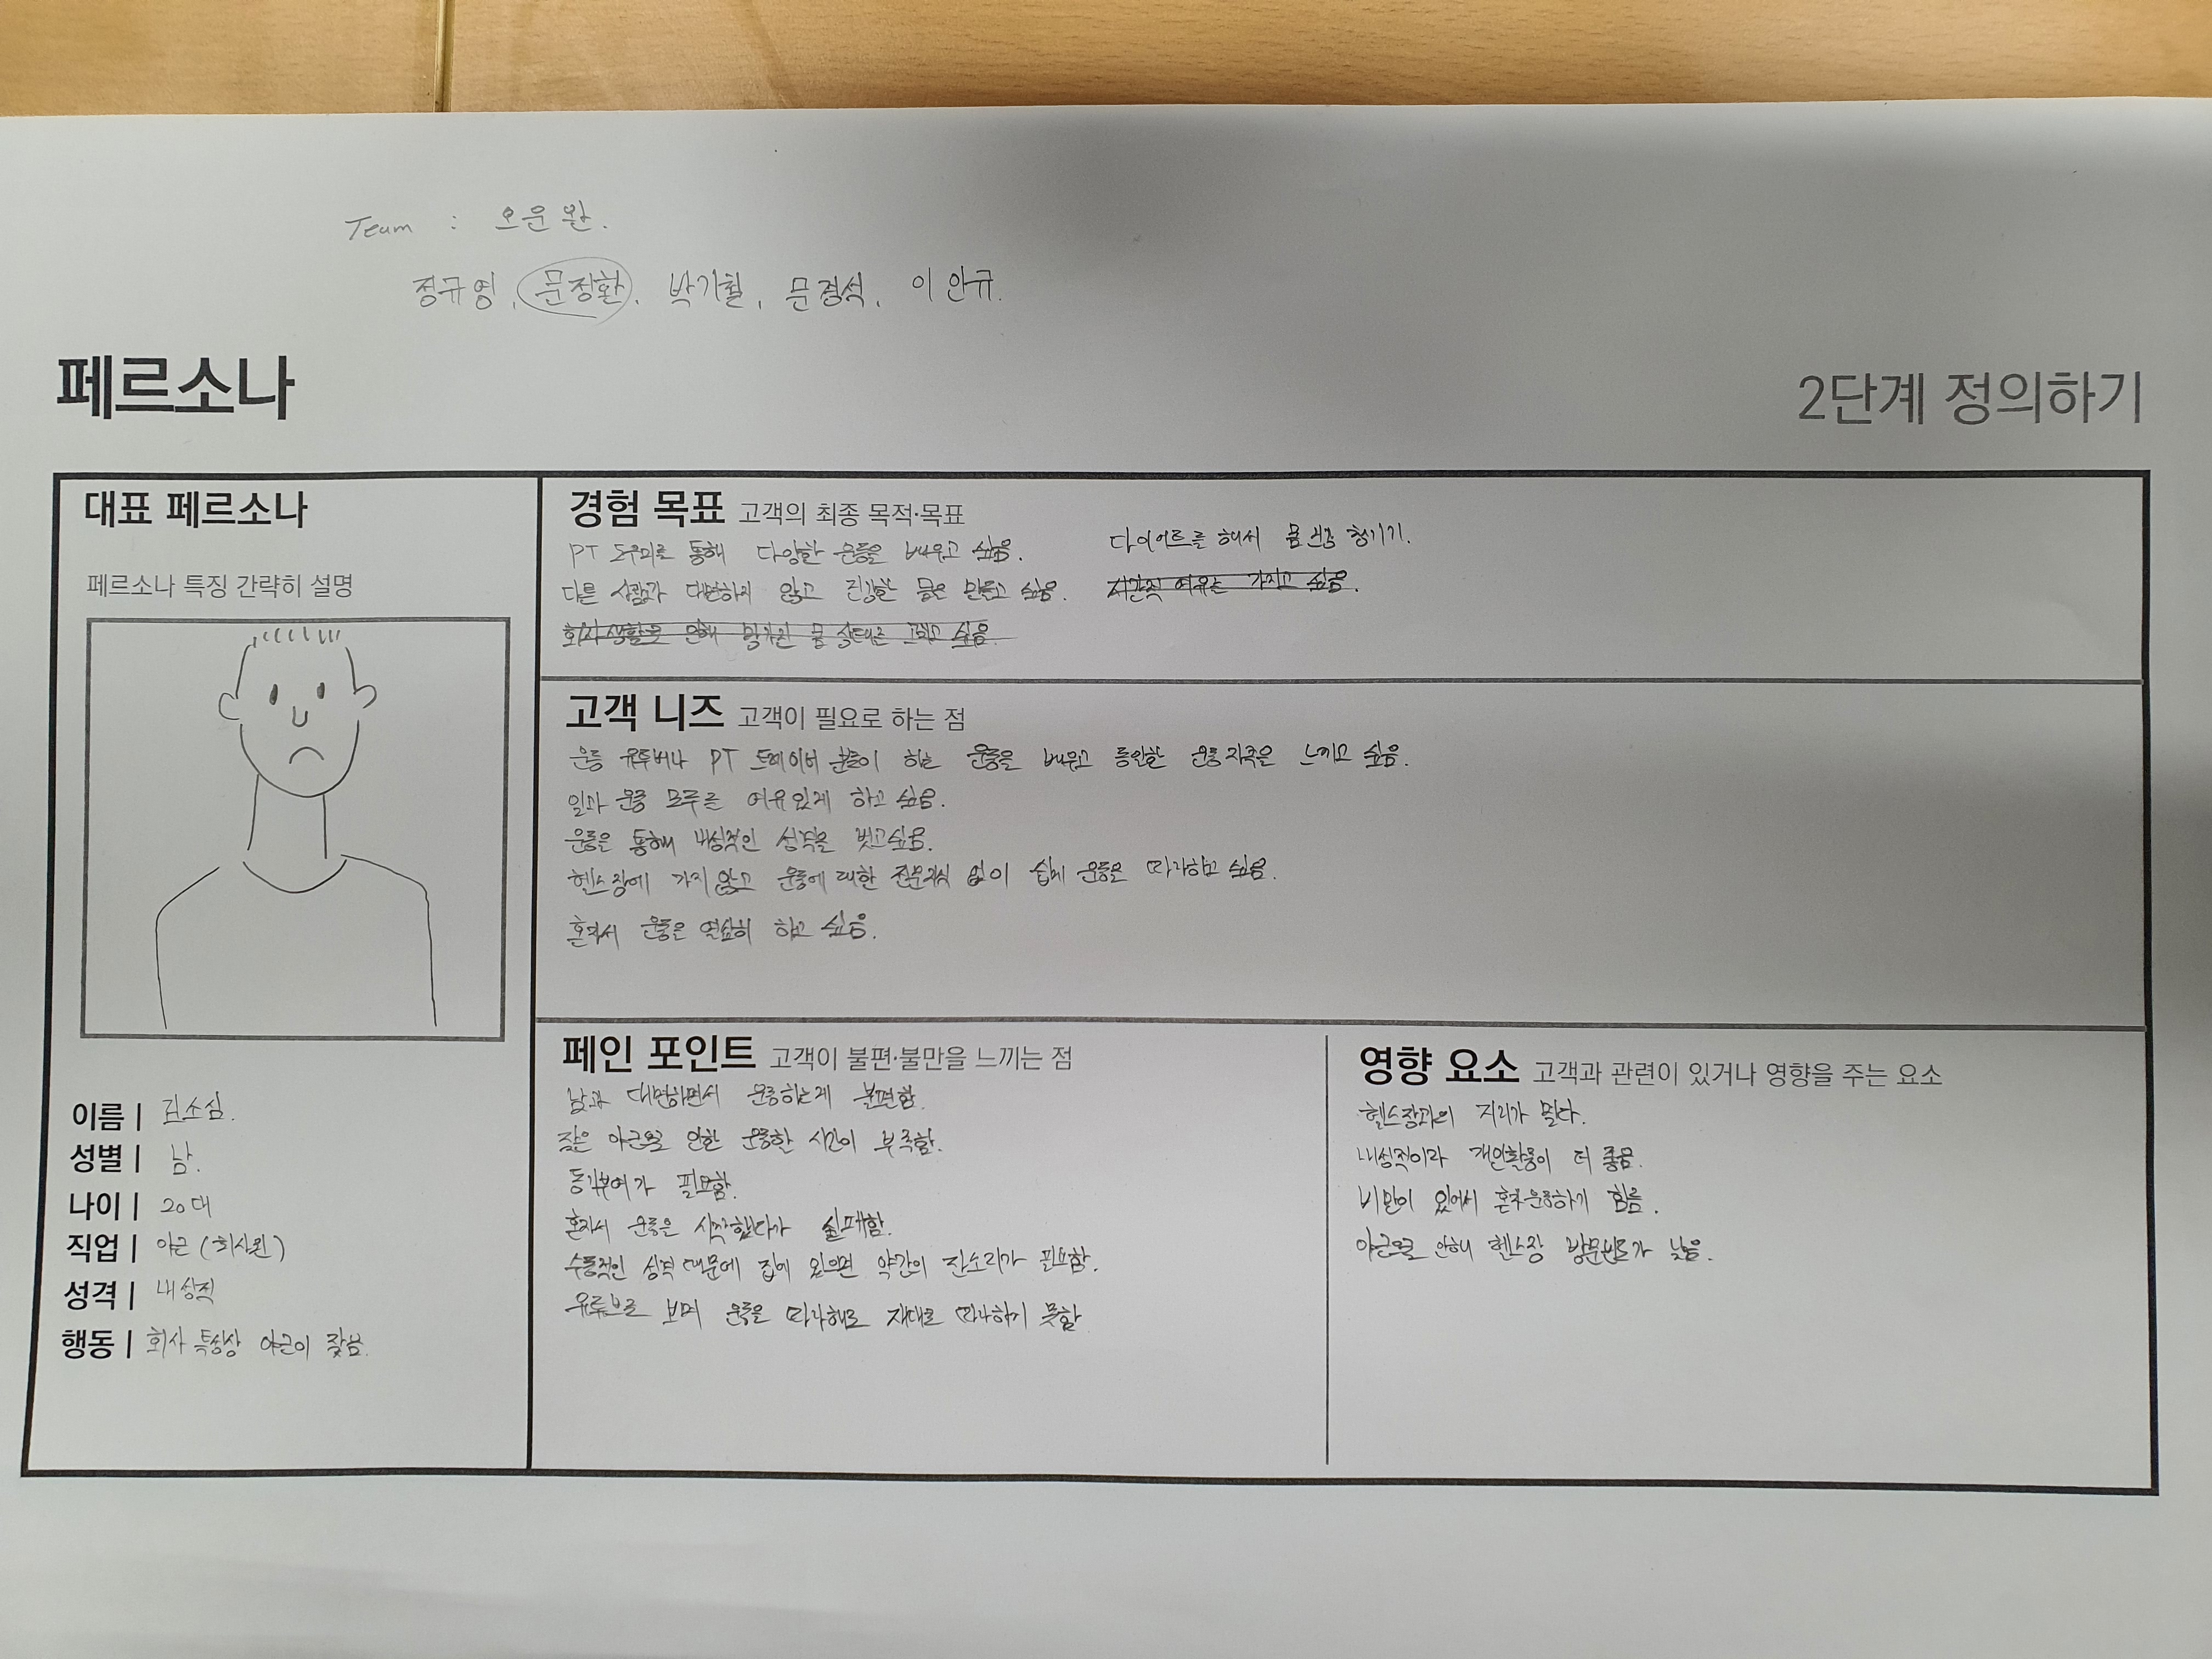 Team : 오운완.
정규영, 문장환, 박기철, 문경석, 이안규.
페르소나
2단계 정의하기
대표 페르소나
페르소나 특징 간략히 설명
이름 | 김소심.
성별 | 남.
나이 | 20대
직업 | 야근 (회사원)
성격 | 내성적
행동 | 회사 특성상 야근이 잦음.
경험 목표 고객의 최종 목적·목표
PT 도우미로 통해 다양한 운동을 배우고 싶음.
다른 사람과 대면하지 않고 건강한 몸을 만들고 싶음.
회사생활로 인해 망가진 몸 상태를 고치고 싶음.
다이어트를 해서 몸 건강 챙기기.
시간적 여유를 가지고 싶음.
고객 니즈 고객이 필요로 하는 점
운동 유튜버나 PT 트레이너 분들이 하는 운동을 배우고 동일한 운동자극을 느끼고 싶음.
일과 운동 모두를 여유있게 하고 싶음.
운동을 통해 내성적인 성격을 벗고싶음.
헬스장에 가지 않고 운동에 대한 전문지식 없이 쉽게 운동을 따라하고 싶음.
혼자서 운동을 열심히 하고 싶음.
페인 포인트 고객이 불편·불만을 느끼는 점
남과 대면하면서 운동하는게 불편함.
잦은 야근으로 인한 운동할 시간이 부족함.
동기부여가 필요함.
혼자서 운동을 시작했다가 실패함.
수동적인 성격 때문에 집에 있으면 약간의 잔소리가 필요함.
유튜브로 보며 운동을 따라해도 제대로 따라하기 못함
영향 요소 고객과 관련이 있거나 영향을 주는 요소
헬스장과의 거리가 멀다.
내성적이라 개인활동이 더 좋음.
비만이 있어서 혼자운동하기 힘듦.
야근으로 인해 헬스장 방문빈도가 낮음.